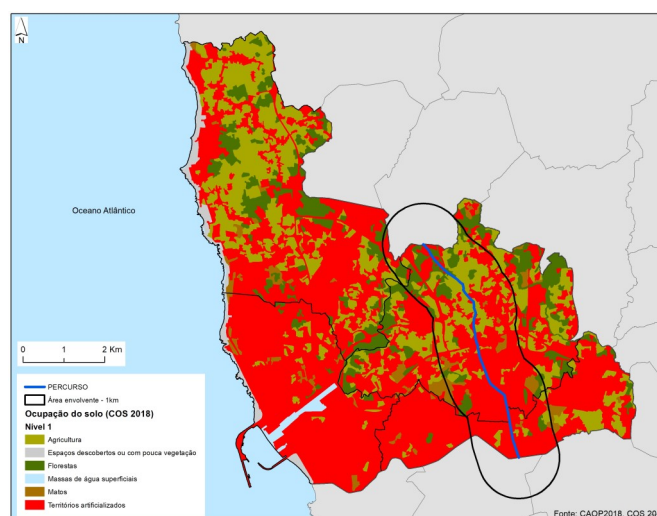 N
Oceano Atlântico
0 1 2 Km
PERCURSO
Área envolvente - 1km
Ocupação do solo (COS 2018)
Nível 1
Agricultura
Espaços descobertos ou com pouca vegetação
Florestas
Massas de água superficiais
Matos
Territórios artificializados
Fonte: CAOP2018, COS 20